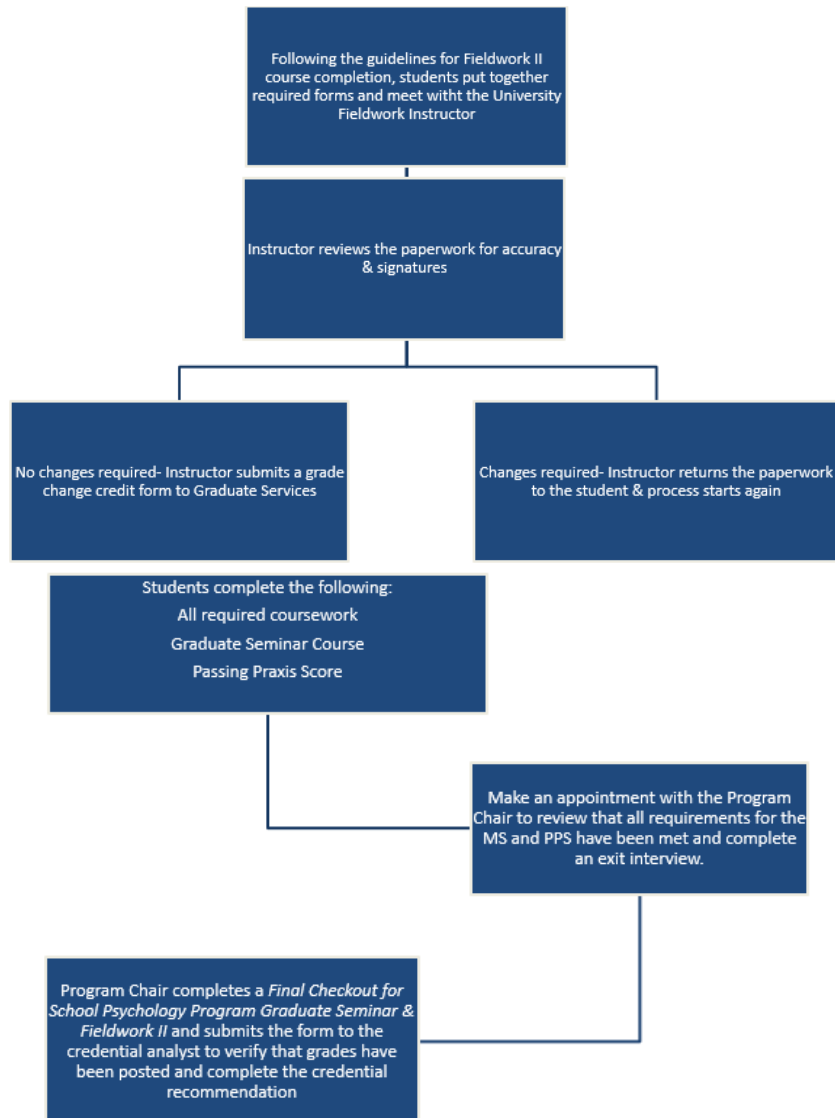 Following the guidelines for Fieldwork II
course completion, students put together
required forms and meet witht the University
Fieldwork Instructor
Instructor reviews the paperwork for accuracy
& signatures
No changes required- Instructor submits a grade
change credit form to Graduate Services
Changes required- Instructor returns the paperwork
to the student & process starts again
Students complete the following:
All required coursework
Graduate Seminar Course
Passing Praxis Score
Make an appointment with the Program
Chair to review that all requirements for the
MS and PPS have been met and complete
an exit interview.
Program Chair completes a Final Checkout for
School Psychology Program Graduate Seminar &
Fieldwork II and submits the form to the
credential analyst to verify that grades have
been posted and complete the credential
recommendation